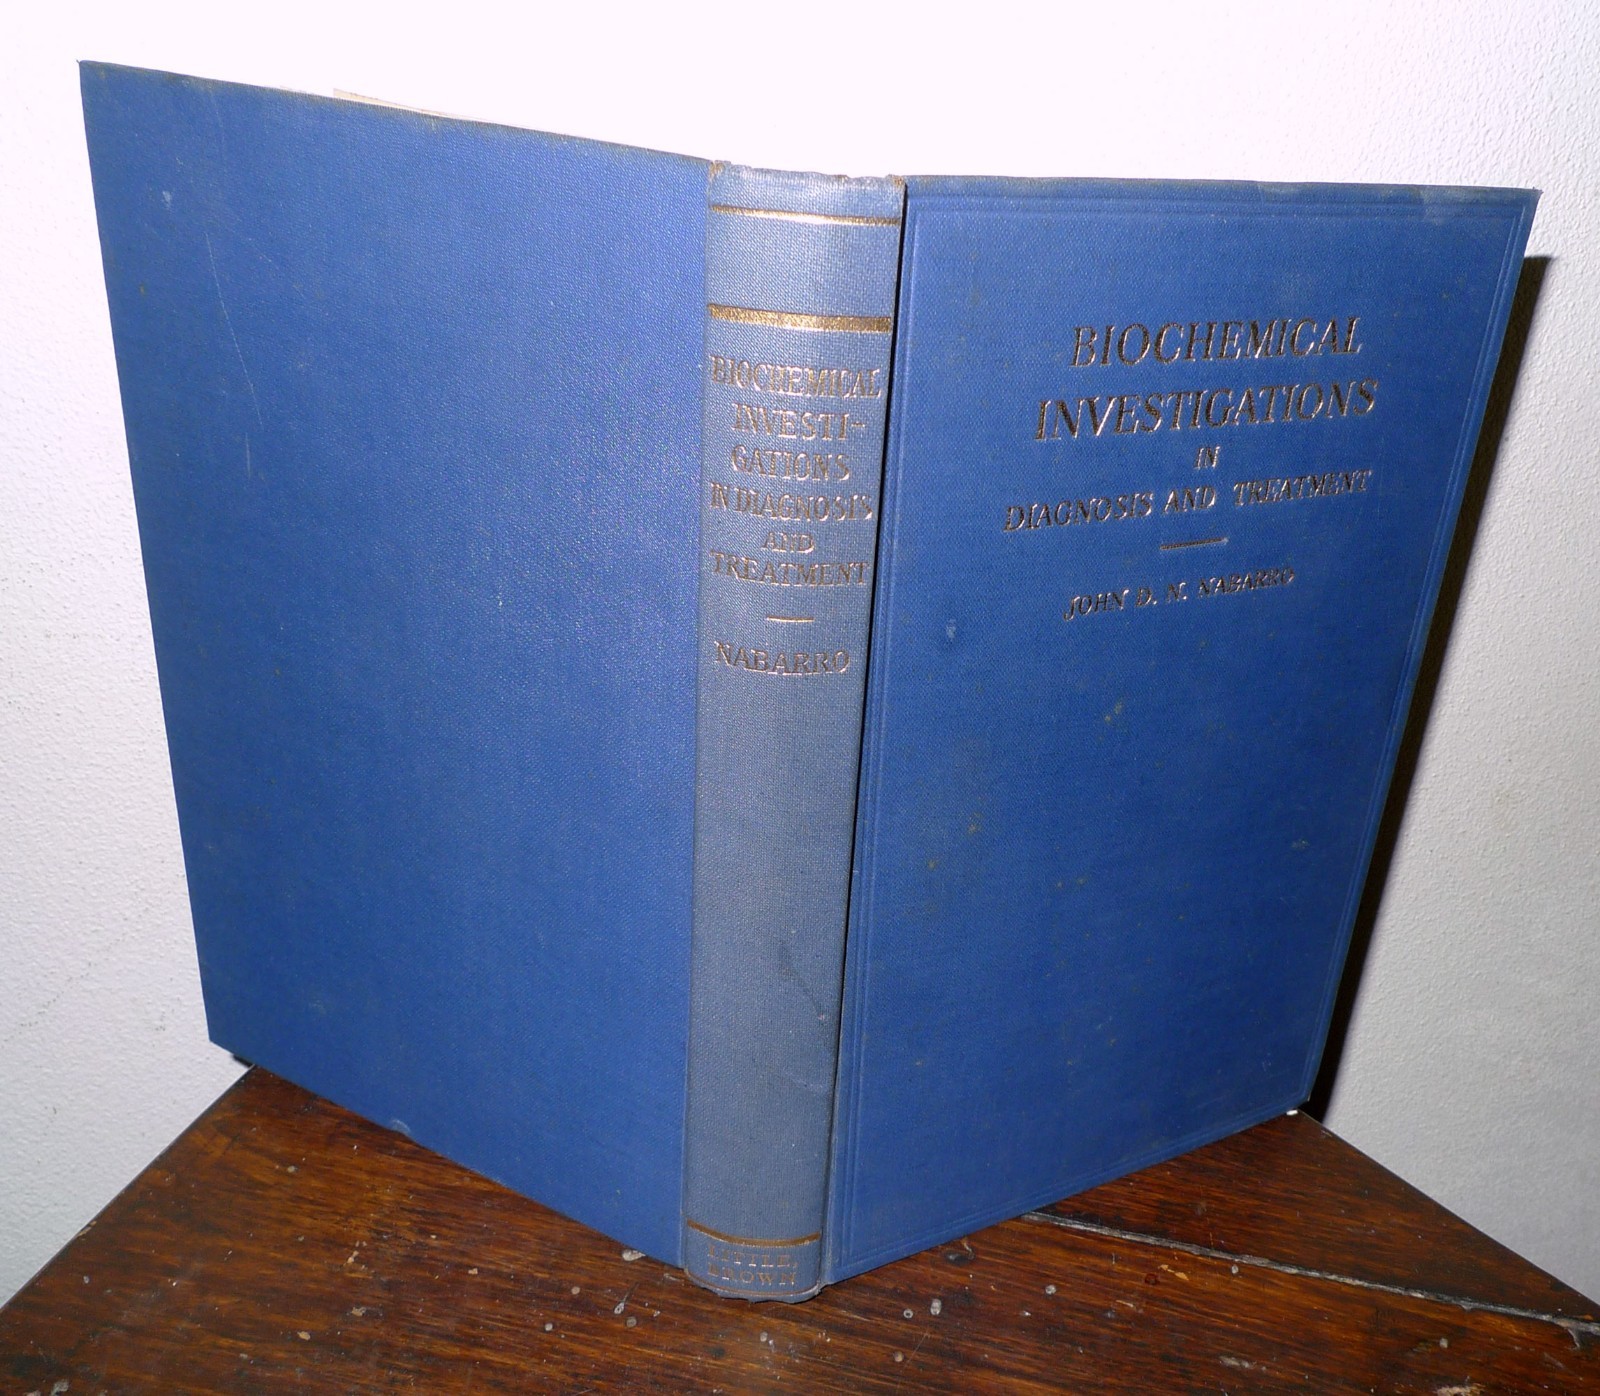 BIOCHEMICAL
INVESTI-
GATIONS
IN DIAGNOSIS
AND
TREATMENT
NABARRO
LITTLE,
BROWN
BIOCHEMICAL
INVESTIGATIONS
IN
DIAGNOSIS AND TREATMENT
JOHN D. N. NABARRO